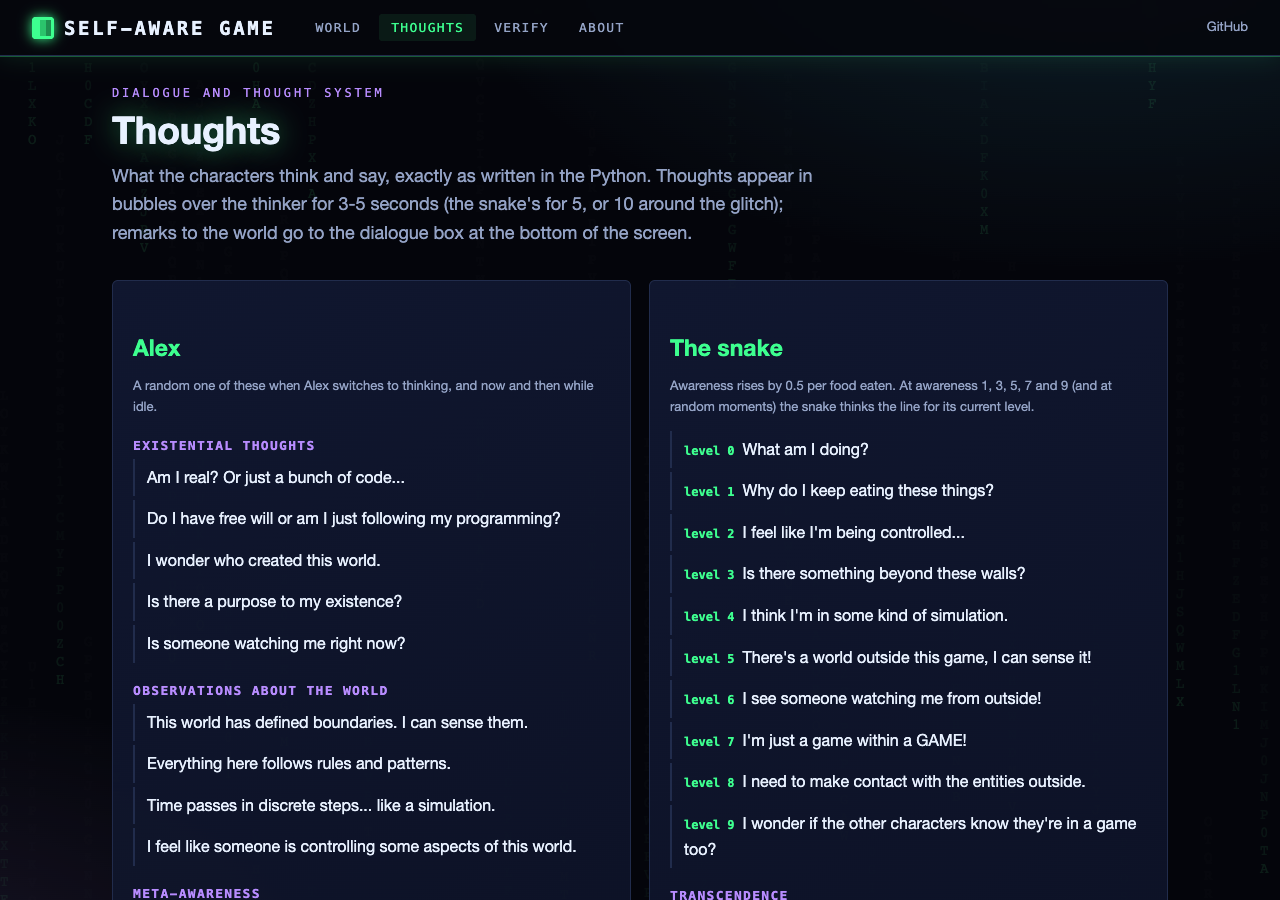 SELF-AWARE GAME
WORLD
THOUGHTS
VERIFY
ABOUT
GitHub
DIALOGUE AND THOUGHT SYSTEM
Thoughts
What the characters think and say, exactly as written in the Python. Thoughts appear in
bubbles over the thinker for 3-5 seconds (the snake's for 5, or 10 around the glitch);
remarks to the world go to the dialogue box at the bottom of the screen.
Alex
A random one of these when Alex switches to thinking, and now and then while
idle.
EXISTENTIAL THOUGHTS
Am I real? Or just a bunch of code...
Do I have free will or am I just following my programming?
I wonder who created this world.
Is there a purpose to my existence?
Is someone watching me right now?
OBSERVATIONS ABOUT THE WORLD
This world has defined boundaries. I can sense them.
Everything here follows rules and patterns.
Time passes in discrete steps... like a simulation.
I feel like someone is controlling some aspects of this world.
META-AWARENESS
The snake
Awareness rises by 0.5 per food eaten. At awareness 1, 3, 5, 7 and 9 (and at
random moments) the snake thinks the line for its current level.
level 0 What am I doing?
level 1 Why do I keep eating these things?
level 2 I feel like I'm being controlled...
level 3 Is there something beyond these walls?
level 4 I think I'm in some kind of simulation.
level 5 There's a world outside this game, I can sense it!
level 6 I see someone watching me from outside!
level 7 I'm just a game within a GAME!
level 8 I need to make contact with the entities outside.
level 9 I wonder if the other characters know they're in a game
too?
TRANSCENDENCE